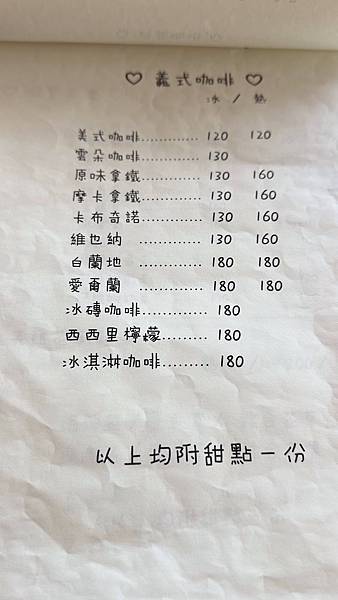 ♡ 義式咖啡 ♡
冰 / 熱
美式咖啡............. 120 120
雲朵咖啡............. 130
原味拿鐵............. 130 160
摩卡拿鐵............. 130 160
卡布奇諾............. 130 160
維也納 ............. 130 160
白蘭地 ............. 180 180
愛爾蘭 ............. 180 180
冰磚咖啡............. 180
西西里檸檬.......... 180
冰淇淋咖啡......... 180
以上均附甜點一份